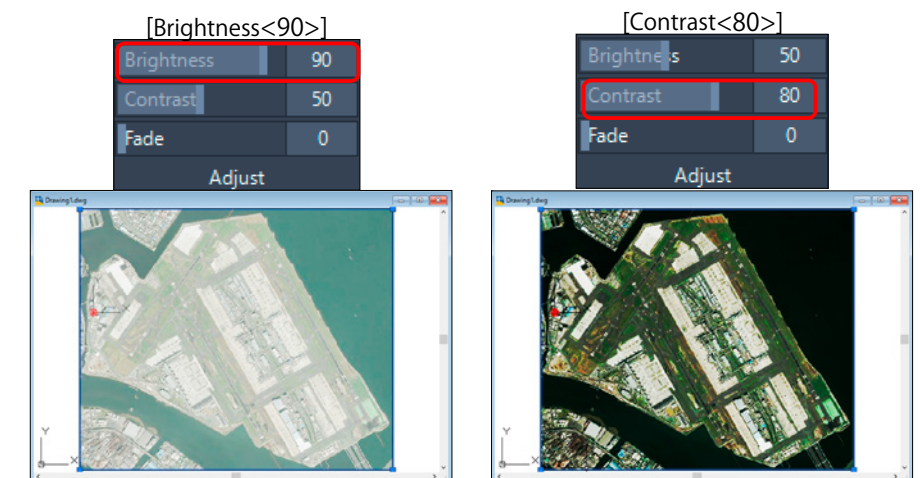 [Brightness<90>]
Brightness 90
Contrast 50
Fade 0
Adjust
Drawing1.dwg
Y
X
[Contrast<80>]
Brightness 50
Contrast 80
Fade 0
Adjust
Drawing1.dwg
Y
X